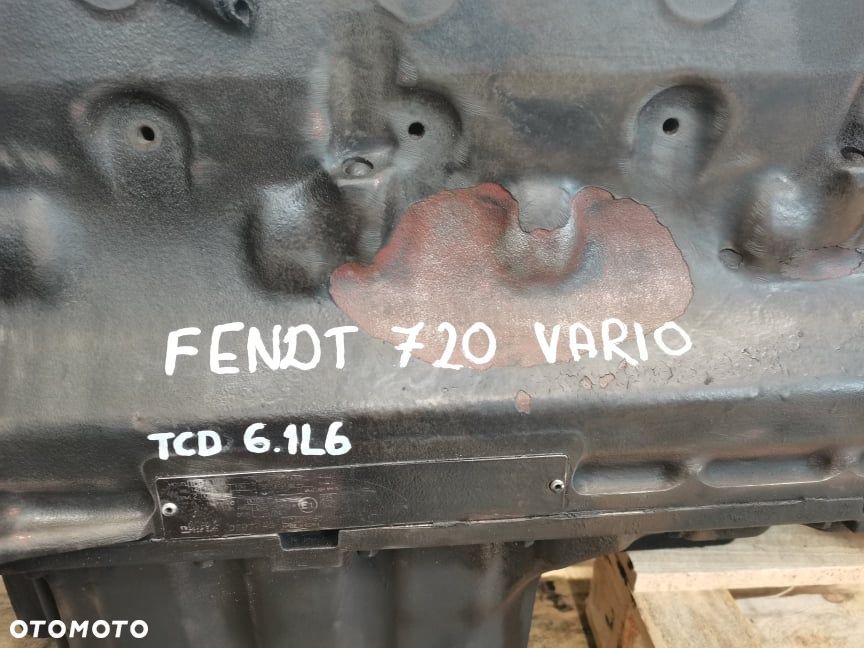 FENDT 720 VARIO
TCD 6.1L6
OTOMOTO